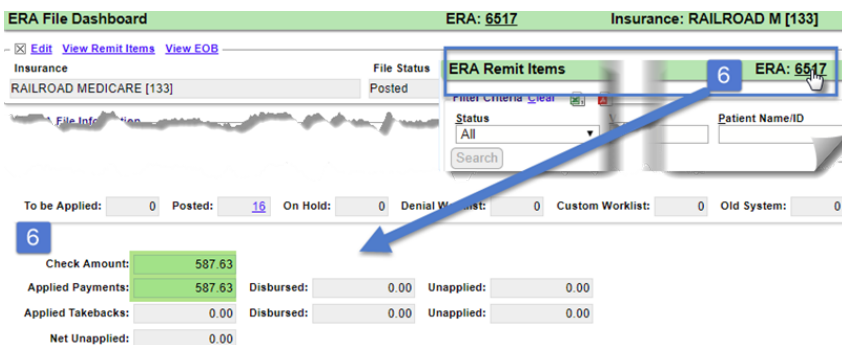 ERA File Dashboard ERA: 6517 Insurance: RAILROAD M [133]
Edit View Remit Items View EOB
Insurance File Status
RAILROAD MEDICARE [133] Posted
ERA Remit Items 6 ERA: 6517
Filter Criteria Clear
Status Patient Name/ID
All
Search
To be Applied: 0 Posted: 16 On Hold: 0 Denial Worklist: 0 Custom Worklist: 0 Old System: 0
6
Check Amount: 587.63
Applied Payments: 587.63 Disbursed: 0.00 Unapplied: 0.00
Applied Takebacks: 0.00 Disbursed: 0.00 Unapplied: 0.00
Net Unapplied: 0.00